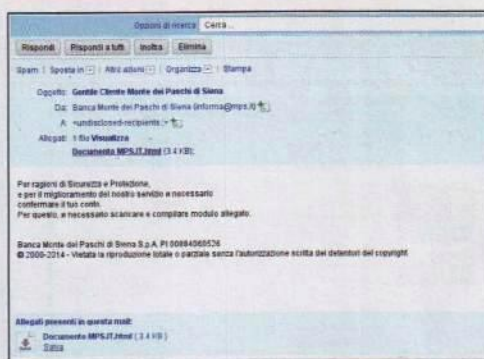 Opzioni di ricerca Cerca...
Rispondi Rispondi a tutti Inoltra Elimina
Spam | Sposta in | Altre azioni | Organizza | Stampa
Oggetto: Gentile Cliente Monte dei Paschi di Siena
Da: Banca Monte dei Paschi di Siena (informa@mps.it)
A: <undisclosed-recipients:>
Allegati: 1 file Visualizza
Documento MPSJT.html (3.4 KB);
Per ragioni di Sicurezza e Protezione,
e per il miglioramento del nostro servizio e necessario
confermare il tuo conto.
Per questo, e necessario scaricare e compilare modulo allegato.
Banca Monte dei Paschi di Siena S.p.A. PI 00884060526
© 2000-2014 - Vietata la riproduzione totale o parziale senza l'autorizzazione scritta dei detentori del copyright
Allegati presenti in questa mail:
Documento MPSJT.html (3.4 KB)
Salva